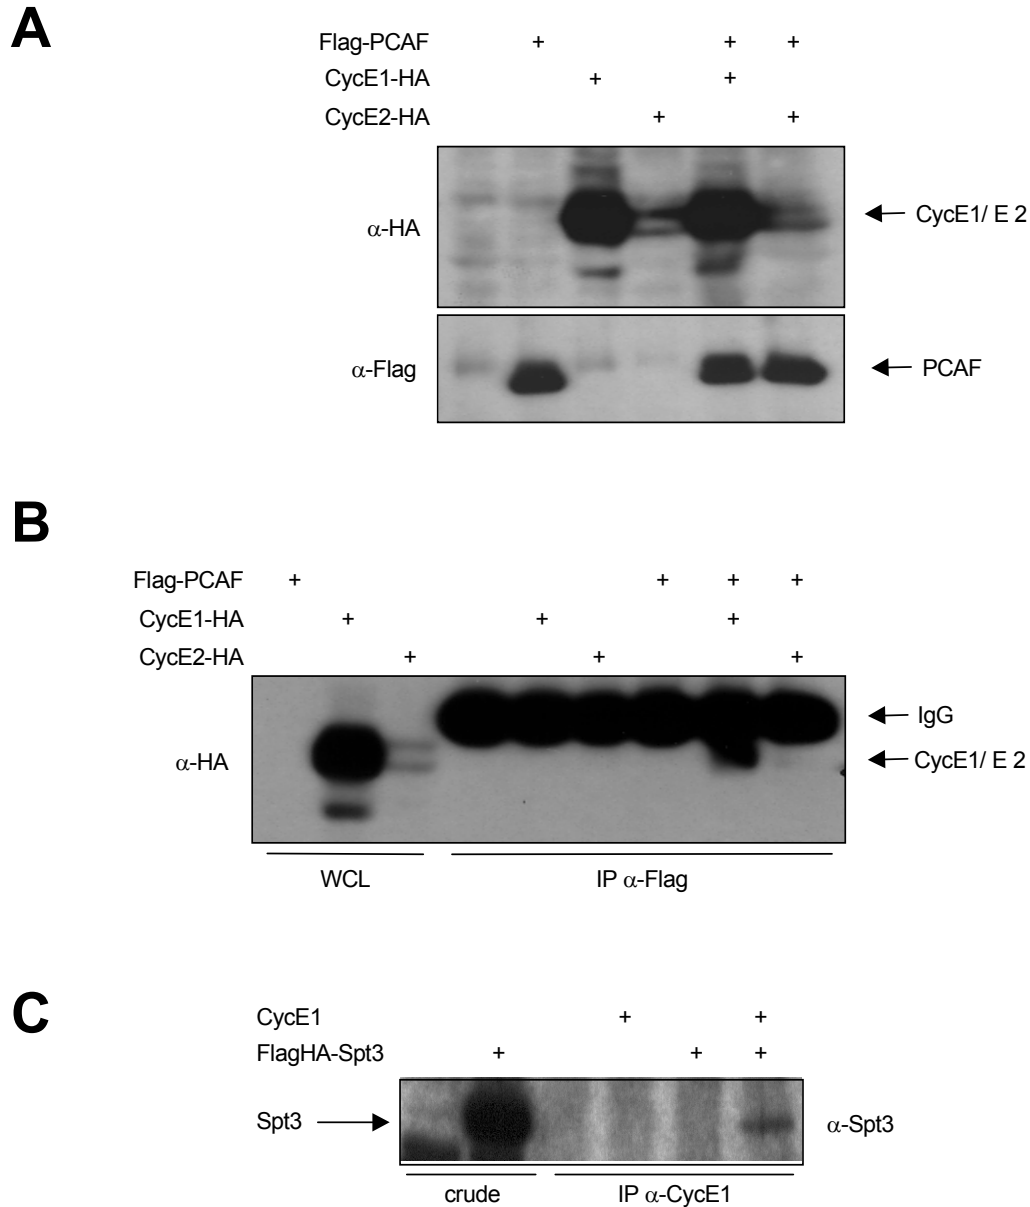 A
Flag-PCAF + + +
CycE1-HA + +
CycE2-HA + +
α-HA CycE1/ E 2
α-Flag PCAF
B
Flag-PCAF + + + +
CycE1-HA + + +
CycE2-HA + + +
α-HA IgG
CycE1/ E 2
WCL IP α-Flag
C
CycE1 + +
FlagHA-Spt3 + + +
Spt3 α-Spt3
crude IP α-CycE1